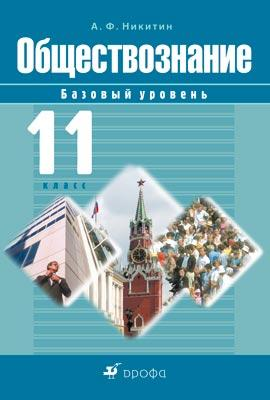 А. Ф. Никитин
Обществознание
Базовый уровень
11
класс
дрофа